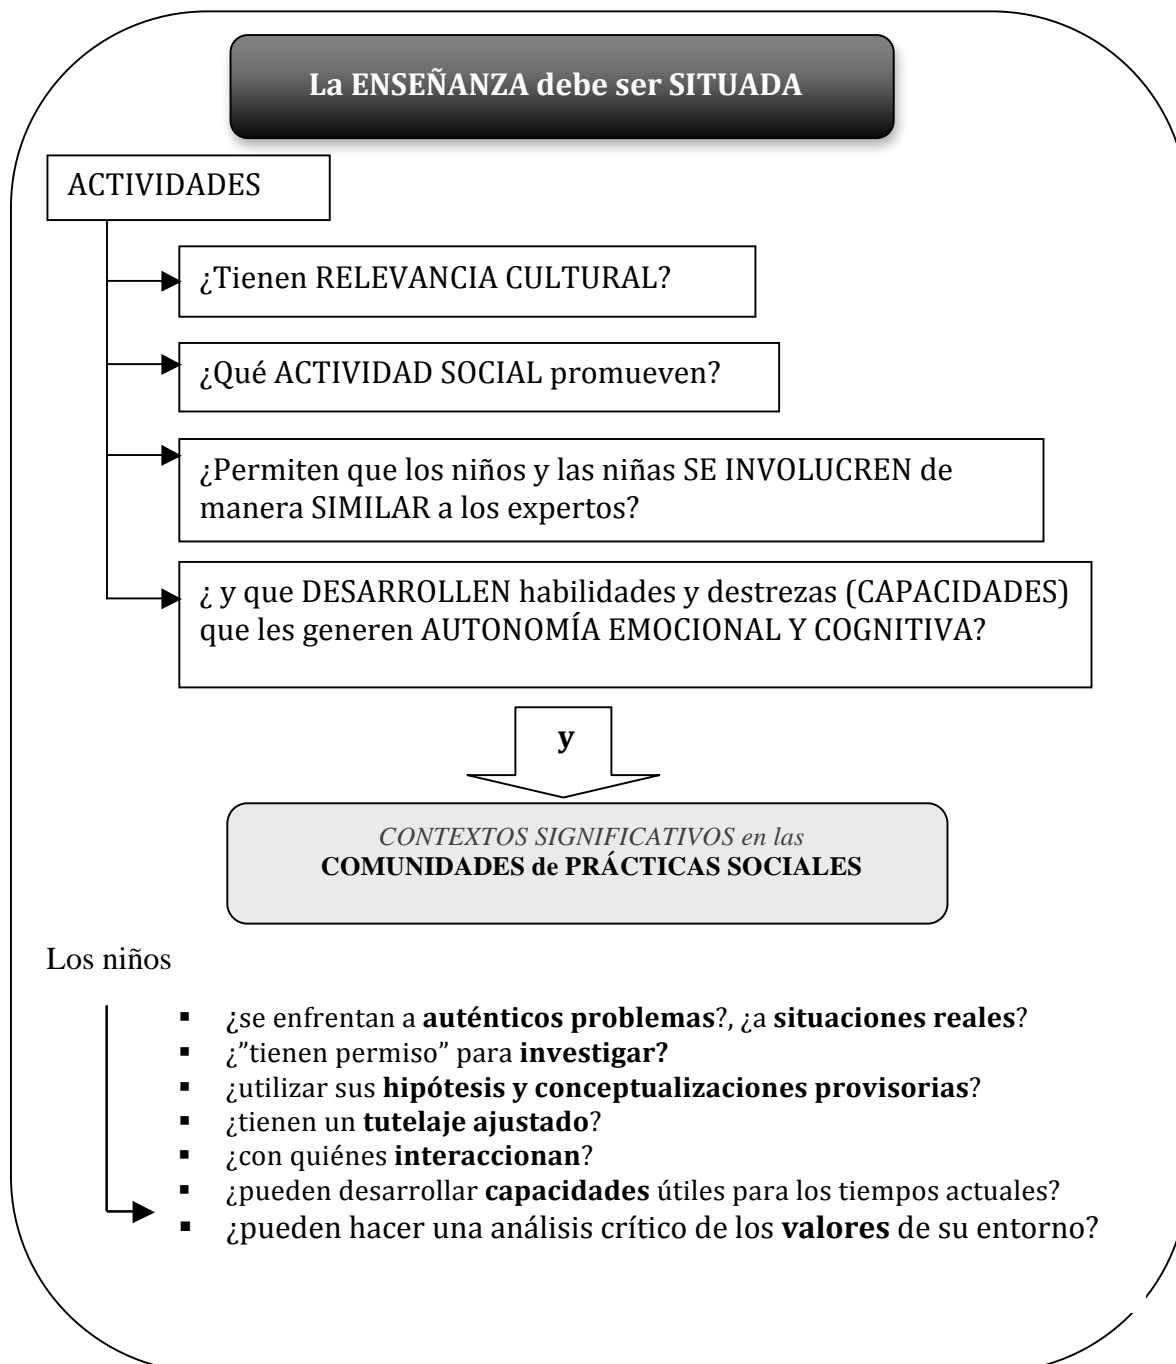 La ENSEÑANZA debe ser SITUADA
ACTIVIDADES
¿Tienen RELEVANCIA CULTURAL?
¿Qué ACTIVIDAD SOCIAL promueven?
¿Permiten que los niños y las niñas SE INVOLUCREN de
manera SIMILAR a los expertos?
¿ y que DESARROLLEN habilidades y destrezas (CAPACIDADES)
que les generen AUTONOMÍA EMOCIONAL Y COGNITIVA?
y
CONTEXTOS SIGNIFICATIVOS en las
COMUNIDADES de PRÁCTICAS SOCIALES
Los niños
▪ ¿se enfrentan a auténticos problemas?, ¿a situaciones reales?
▪ ¿”tienen permiso” para investigar?
▪ ¿utilizar sus hipótesis y conceptualizaciones provisorias?
▪ ¿tienen un tutelaje ajustado?
▪ ¿con quiénes interaccionan?
▪ ¿pueden desarrollar capacidades útiles para los tiempos actuales?
▪ ¿pueden hacer una análisis crítico de los valores de su entorno?